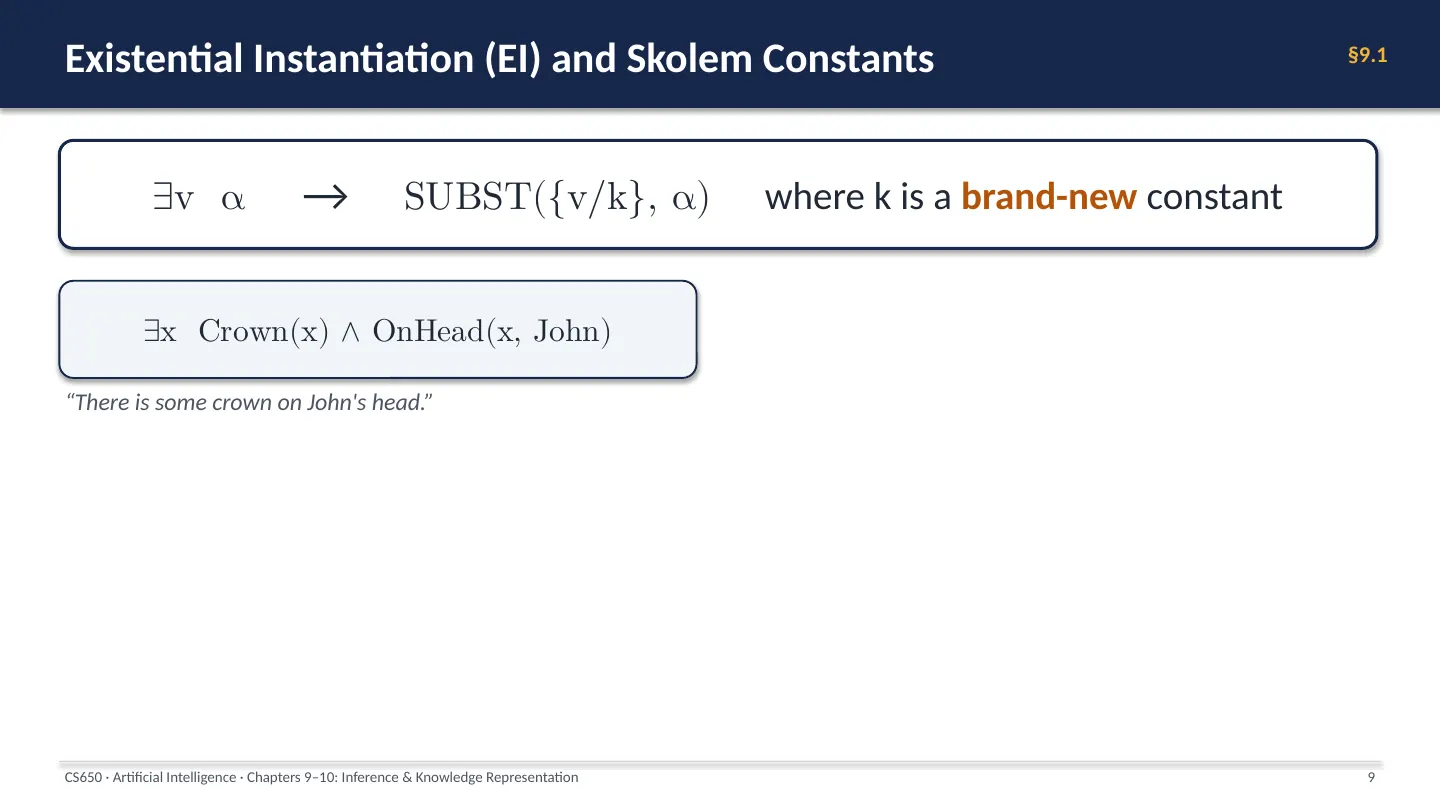 Existential Instantiation (EI) and Skolem Constants
§9.1
∃v α → SUBST({v/k}, α) where k is a brand-new constant
∃x Crown(x) ∧ OnHead(x, John)
“There is some crown on John's head.”
CS650 · Artificial Intelligence · Chapters 9–10: Inference & Knowledge Representation
9